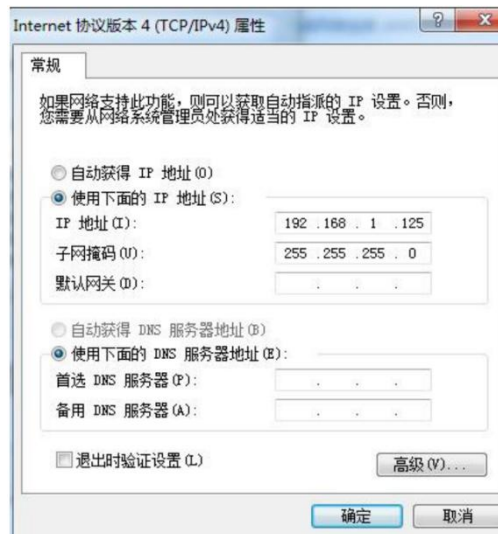 Internet 协议版本 4 (TCP/IPv4) 属性
常规
如果网络支持此功能，则可以获取自动指派的 IP 设置。否则，
您需要从网络系统管理员处获得适当的 IP 设置。
自动获得 IP 地址(O)
使用下面的 IP 地址(S):
IP 地址(I): 192 .168 . 1 .125
子网掩码(U): 255 .255 .255 . 0
默认网关(D): . . .
自动获得 DNS 服务器地址(B)
使用下面的 DNS 服务器地址(E):
首选 DNS 服务器(P): . . .
备用 DNS 服务器(A): . . .
退出时验证设置(L)
高级(V)...
确定 取消